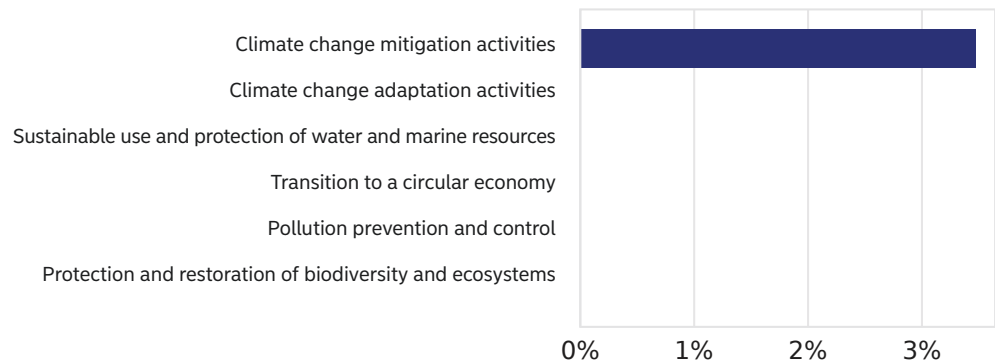 Climate change mitigation activities
Climate change adaptation activities
Sustainable use and protection of water and marine resources
Transition to a circular economy
Pollution prevention and control
Protection and restoration of biodiversity and ecosystems
0% 1% 2% 3%